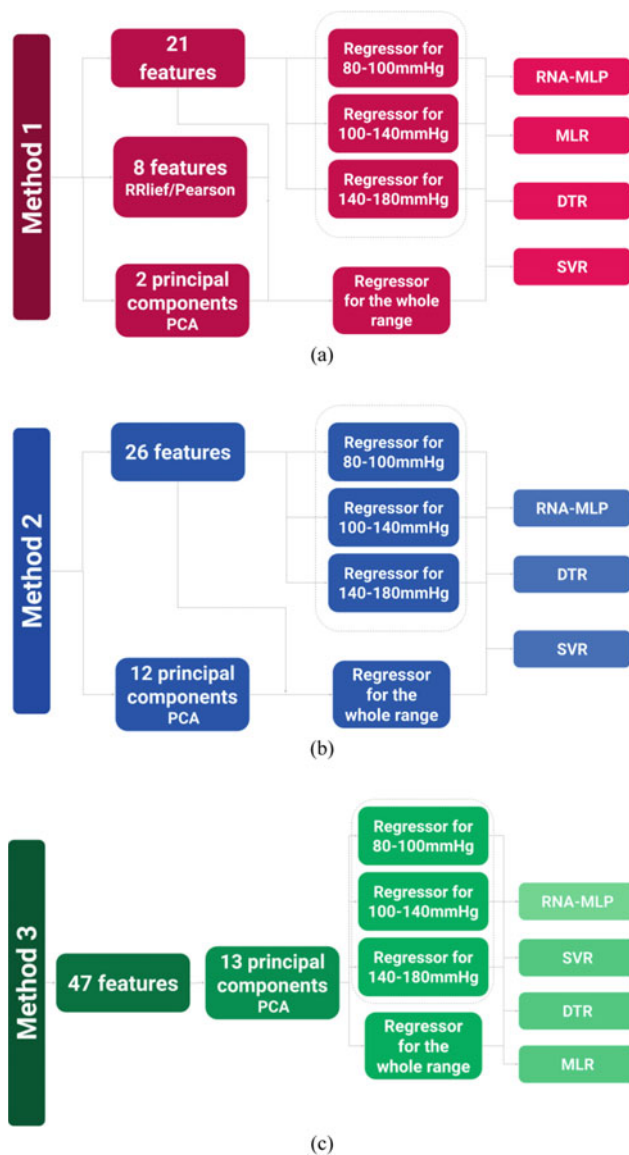 Method 1
21
features
8 features
RRlief/Pearson
2 principal
components
PCA
Regressor for
80-100mmHg
Regressor for
100-140mmHg
Regressor for
140-180mmHg
Regressor
for the whole
range
RNA-MLP
MLR
DTR
SVR
(a)
Method 2
26 features
12 principal
components
PCA
Regressor for
80-100mmHg
Regressor for
100-140mmHg
Regressor for
140-180mmHg
Regressor
for the
whole range
RNA-MLP
DTR
SVR
(b)
Method 3
47 features
13 principal
components
PCA
Regressor for
80-100mmHg
Regressor for
100-140mmHg
Regressor for
140-180mmHg
Regressor
for the
whole range
RNA-MLP
SVR
DTR
MLR
(c)